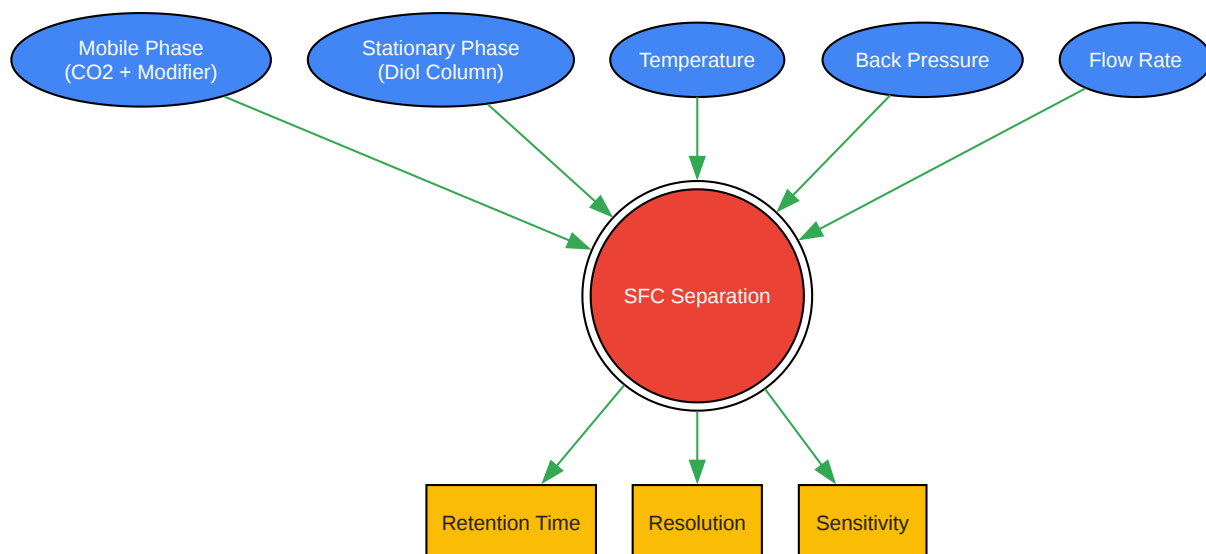 Mobile Phase
(CO2 + Modifier)
Stationary Phase
(Diol Column)
Temperature
Back Pressure
Flow Rate
SFC Separation
Retention Time
Resolution
Sensitivity